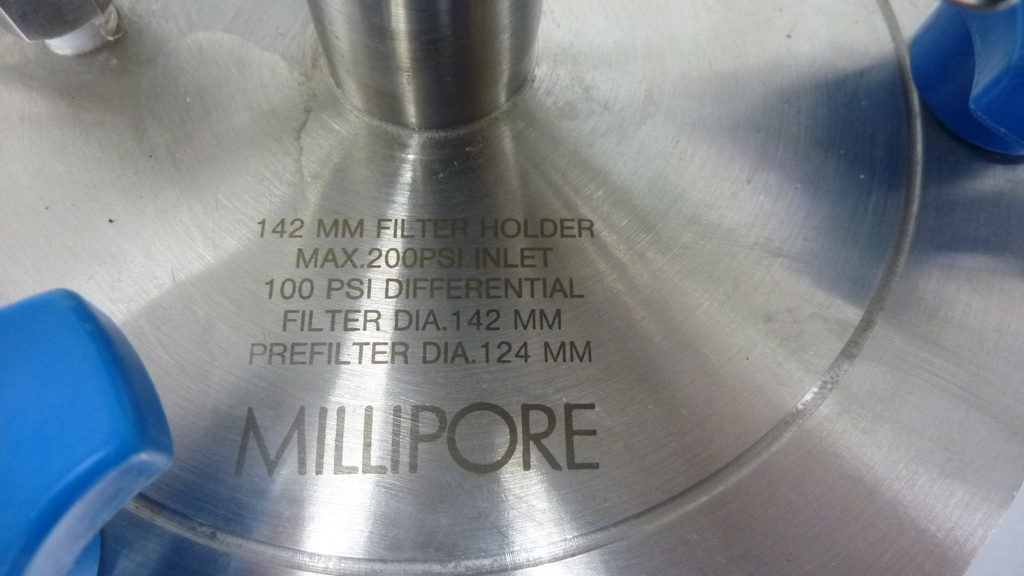 142 MM FILTER HOLDER
MAX.200PSI INLET
100 PSI DIFFERENTIAL
FILTER DIA.142 MM
PREFILTER DIA.124 MM
MILLIPORE